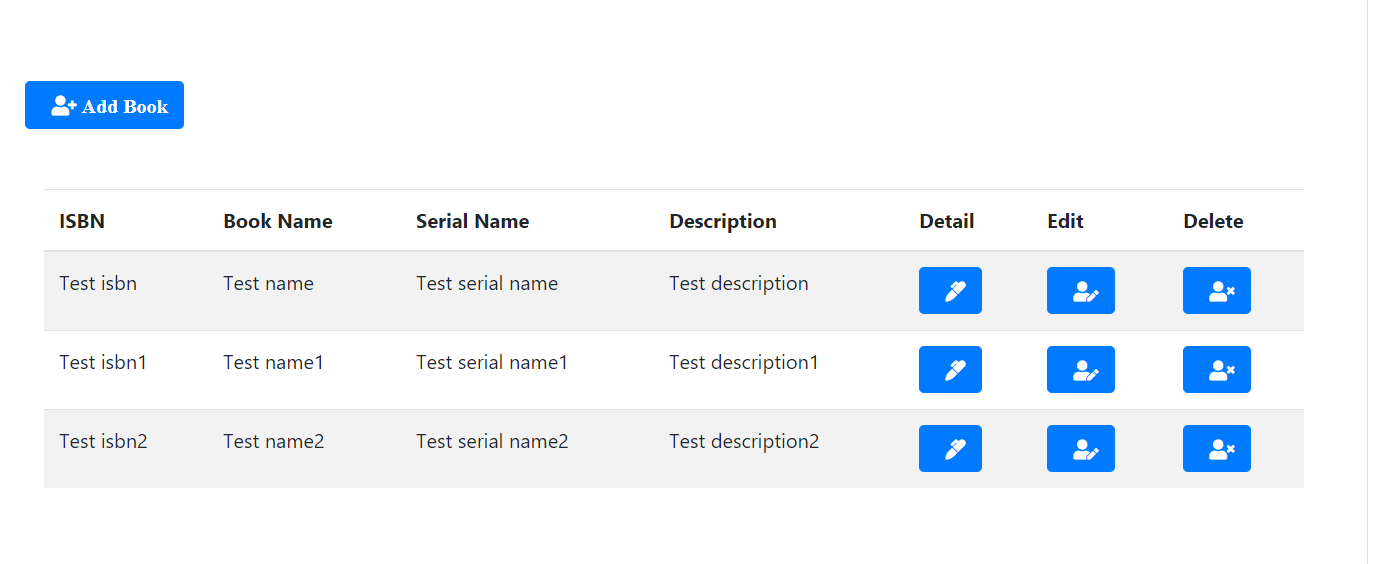 Add Book
ISBN Book Name Serial Name Description Detail Edit Delete
Test isbn Test name Test serial name Test description
Test isbn1 Test name1 Test serial name1 Test description1
Test isbn2 Test name2 Test serial name2 Test description2